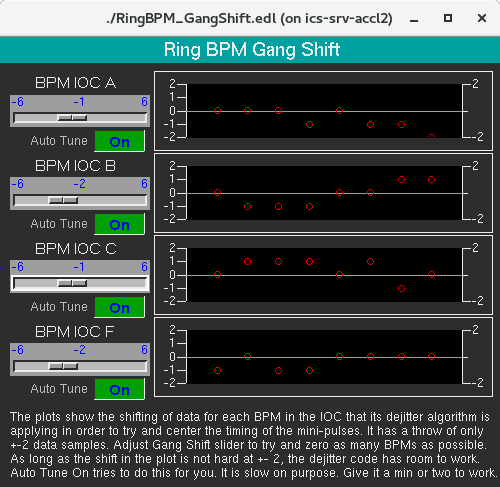 ./RingBPM_GangShift.edl (on ics-srv-accl2)
Ring BPM Gang Shift
BPM IOC A
-6 -1 6
Auto Tune On
2
1
0
-1
-2
2
0
-2
BPM IOC B
-6 -2 6
Auto Tune On
2
1
0
-1
-2
2
0
-2
BPM IOC C
-6 -1 6
Auto Tune On
2
1
0
-1
-2
2
0
-2
BPM IOC F
-6 -2 6
Auto Tune On
2
1
0
-1
-2
2
0
-2
The plots show the shifting of data for each BPM in the IOC that its dejitter algorithm is
applying in order to try and center the timing of the mini-pulses. It has a throw of only
+-2 data samples. Adjust Gang Shift slider to try and zero as many BPMs as possible.
As long as the shift in the plot is not hard at +- 2, the dejitter code has room to work.
Auto Tune On tries to do this for you. It is slow on purpose. Give it a min or two to work.